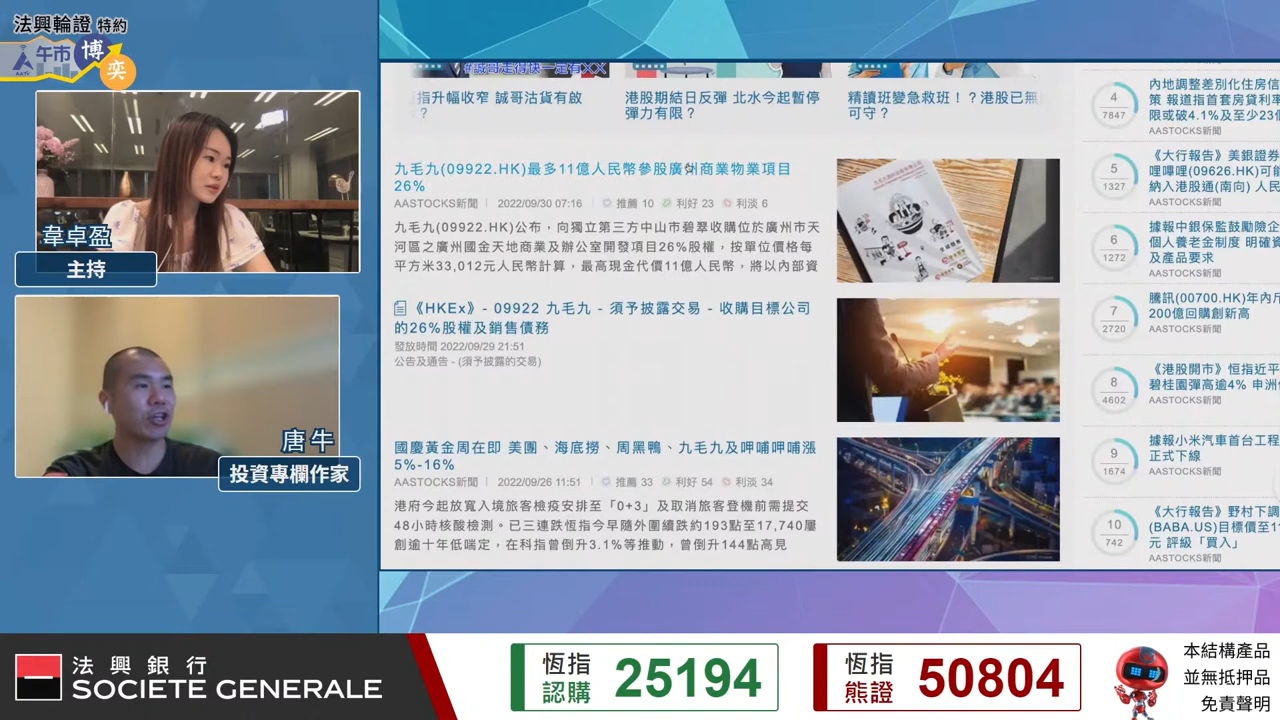 法興輪證 特約
午市博奕
AATV
韋卓盈
主持
唐牛
投資專欄作家
指升幅收窄 誠哥沽貨有啟
？
港股期結日反彈 北水今起暫停
彈力有限？
精讀班變急救班！？港股已無
可守？
九毛九(09922.HK)最多11億人民幣參股廣州商業物業項目
26%
AASTOCKS新聞 | 2022/09/30 07:16 | 推薦 10 利好 23 利淡 6
九毛九(09922.HK)公布，向獨立第三方中山市碧翠收購位於廣州市天
河區之廣州國金天地商業及辦公室開發項目26%股權，按單位價格每
平方米33,012元人民幣計算，最高現金代價11億人民幣，將以內部資
《HKEx》- 09922 九毛九 - 須予披露交易 - 收購目標公司
的26%股權及銷售債務
發放時間 2022/09/29 21:51
公告及通告 - (須予披露的交易)
國慶黃金周在即 美團、海底撈、周黑鴨、九毛九及呷哺呷哺漲
5%-16%
AASTOCKS新聞 | 2022/09/26 11:51 | 推薦 33 利好 54 利淡 34
港府今起放寬入境旅客檢疫安排至「0+3」及取消旅客登機前需提交
48小時核酸檢測。已三連跌恆指今早隨外圍續跌約193點至17,740屢
創逾十年低喘定，在科指曾倒升3.1%等推動，曾倒升144點高見
4
7847
內地調整差別化住房信
策 報道指首套房貸利率
限或破4.1%及至少23個
AASTOCKS新聞
5
1327
《大行報告》美銀證券
哩嗶哩(09626.HK)可能
納入港股通(南向) 人民
AASTOCKS新聞
6
1272
據報中銀保監鼓勵險企
個人養老金制度 明確資
及產品要求
AASTOCKS新聞
7
2720
騰訊(00700.HK)年內斥
200億回購創新高
AASTOCKS新聞
8
4602
《港股開市》恒指近平
碧桂園彈高逾4% 申洲
AASTOCKS新聞
9
1674
據報小米汽車首台工程
正式下線
AASTOCKS新聞
10
742
《大行報告》野村下調
(BABA.US)目標價至1
元 評級「買入」
AASTOCKS新聞
法興銀行
SOCIETE GENERALE
恆指
認購
25194
恆指
熊證
50804
本結構產品
並無抵押品
免責聲明